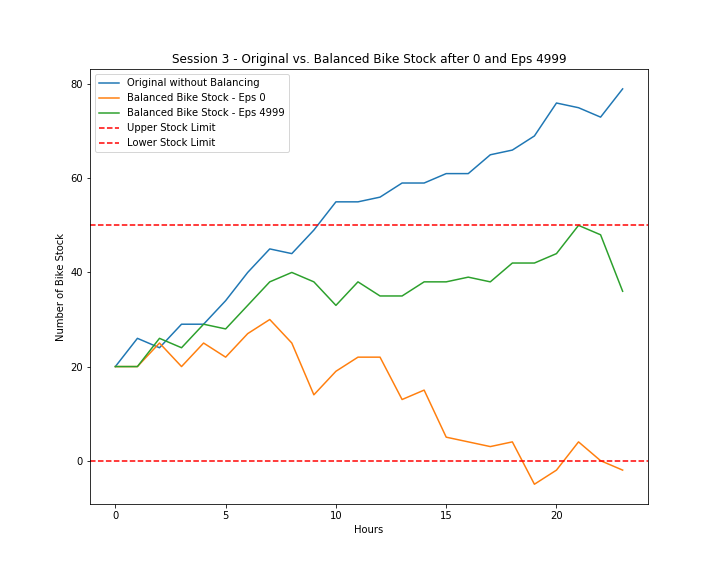 Session 3 - Original vs. Balanced Bike Stock after 0 and Eps 4999
Original without Balancing
Balanced Bike Stock - Eps 0
Balanced Bike Stock - Eps 4999
Upper Stock Limit
Lower Stock Limit
80
60
40
20
0
Number of Bike Stock
0 5 10 15 20
Hours